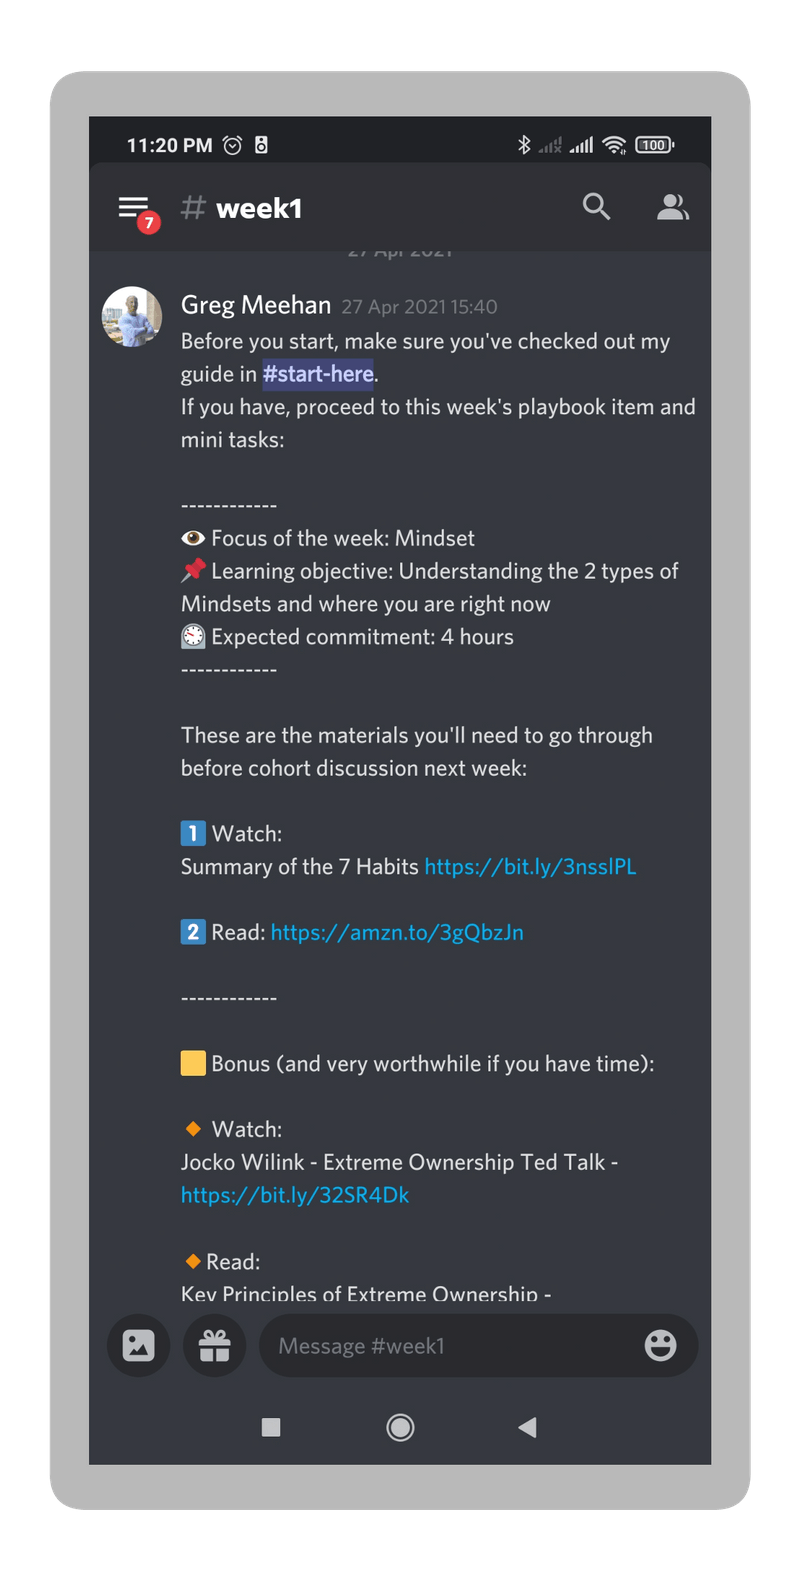 11:20 PM
100
7
# week1
27 Apr 2021
Greg Meehan 27 Apr 2021 15:40
Before you start, make sure you've checked out my
guide in #start-here.
If you have, proceed to this week's playbook item and
mini tasks:
------------
👁 Focus of the week: Mindset
📌 Learning objective: Understanding the 2 types of
Mindsets and where you are right now
⏲ Expected commitment: 4 hours
------------
These are the materials you'll need to go through
before cohort discussion next week:
1 Watch:
Summary of the 7 Habits https://bit.ly/3nsslPL
2 Read: https://amzn.to/3gQbzJn
------------
🟨 Bonus (and very worthwhile if you have time):
🔸 Watch:
Jocko Wilink - Extreme Ownership Ted Talk -
https://bit.ly/32SR4Dk
🔸 Read:
Key Principles of Extreme Ownership -
Message #week1